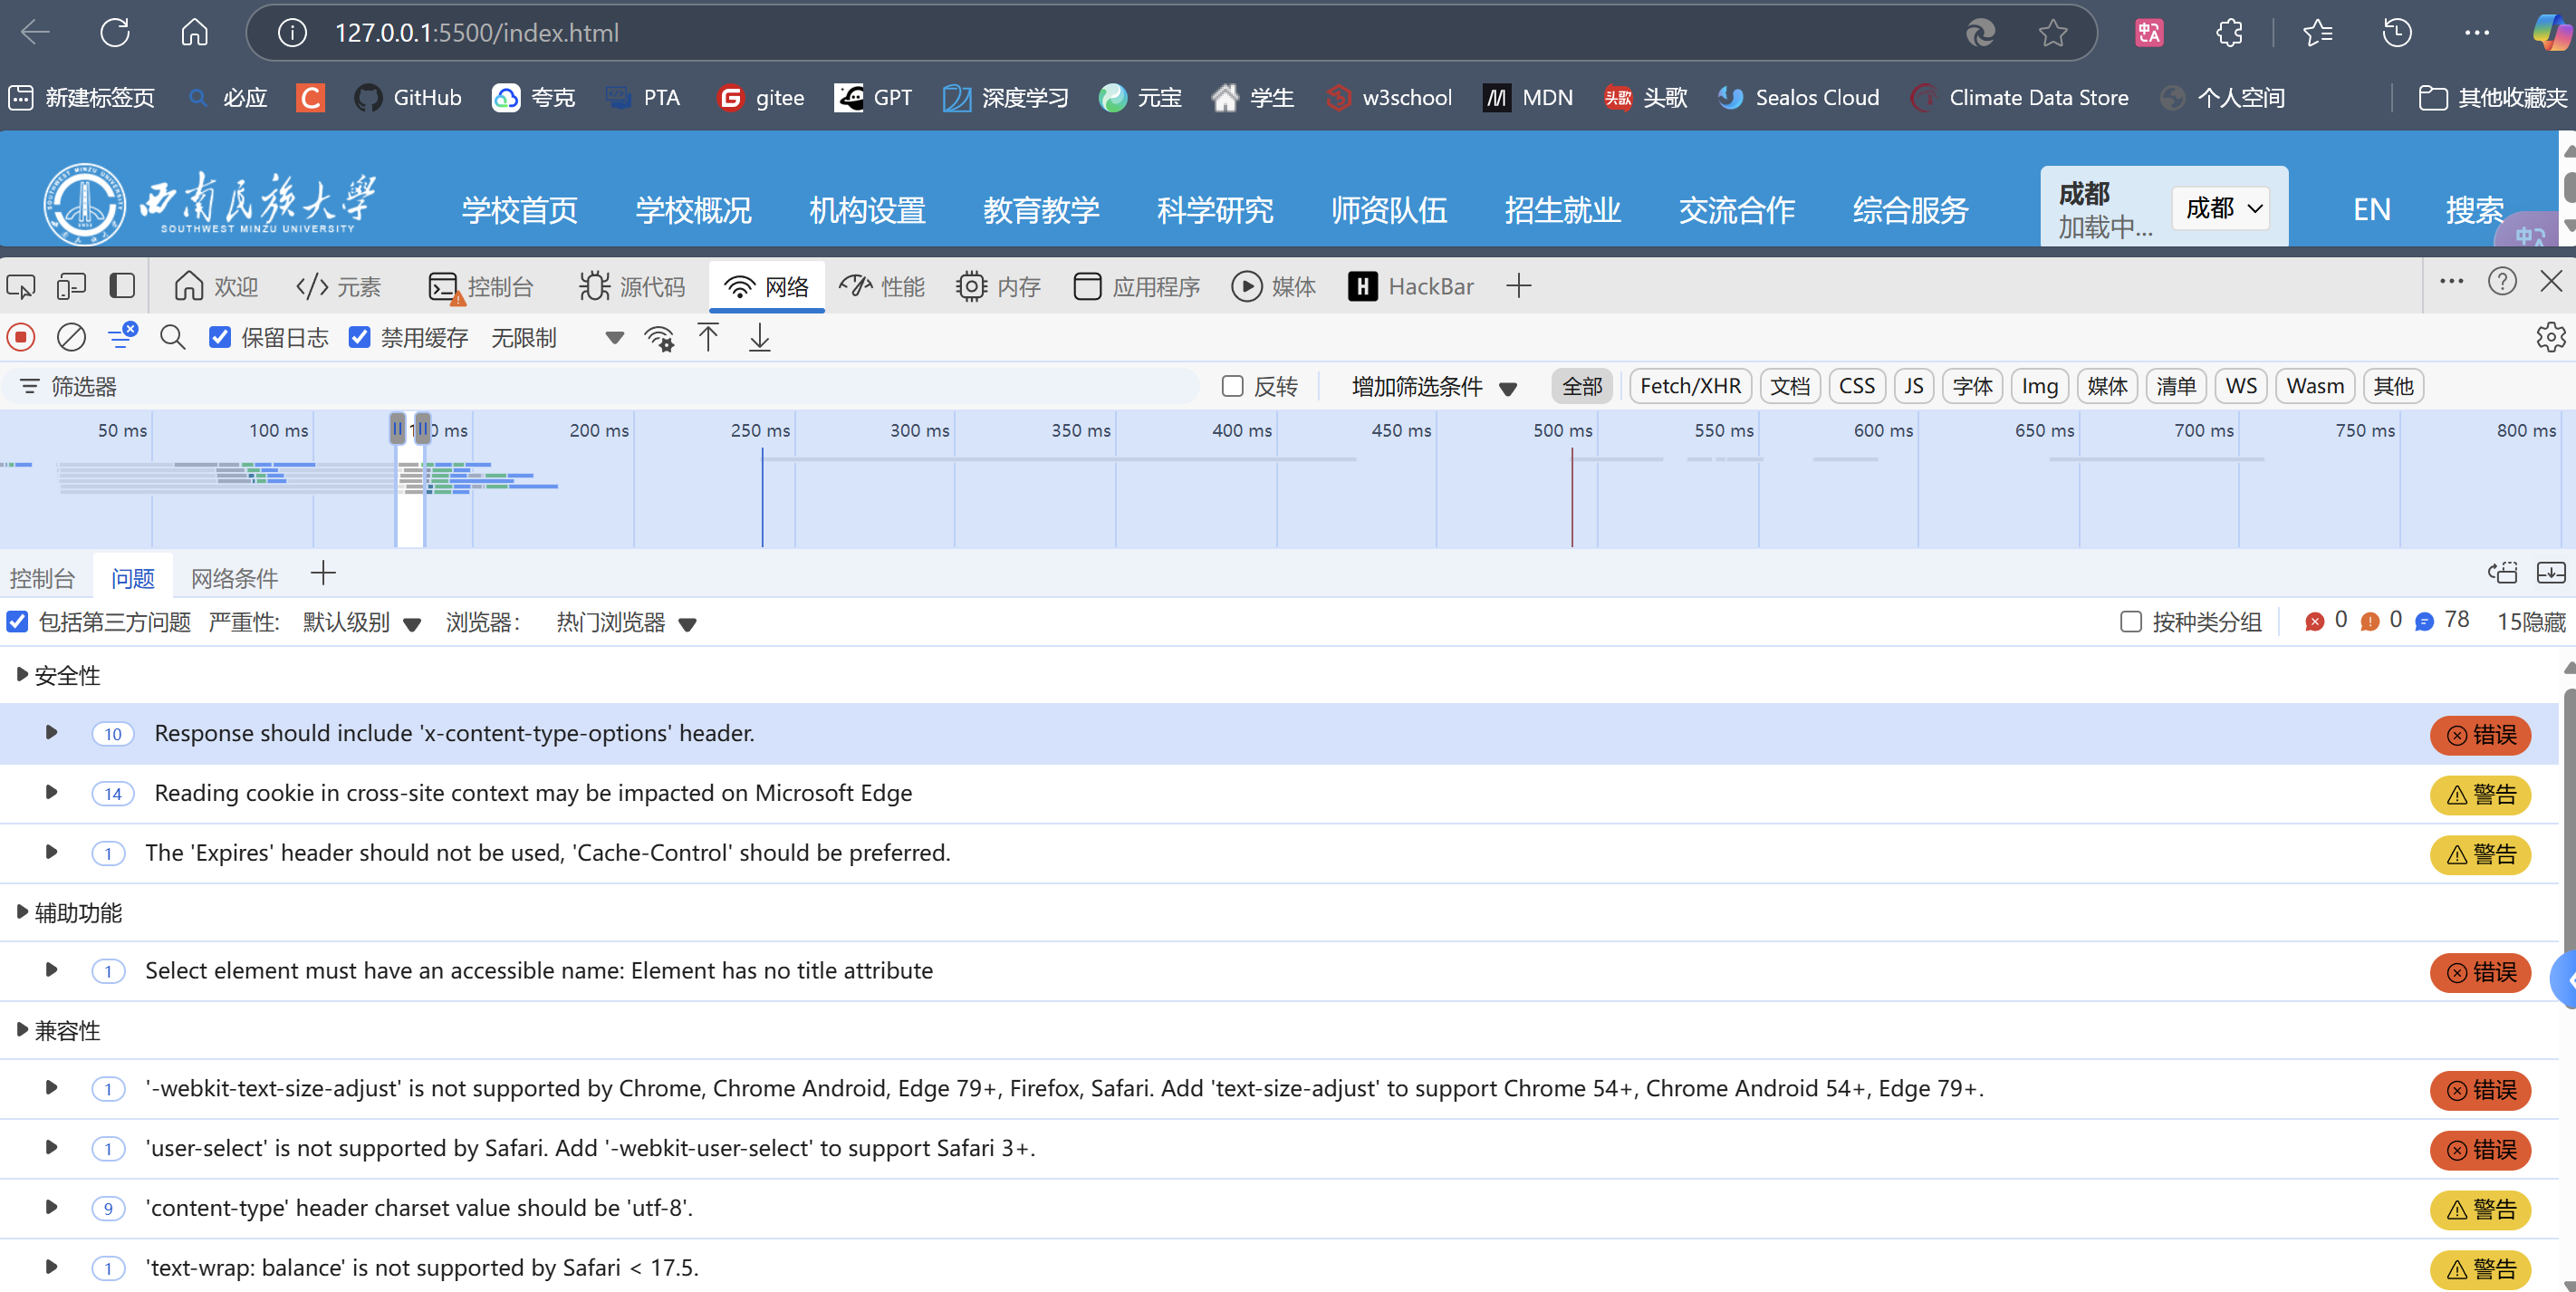 127.0.0.1:5500/index.html
新建标签页 必应 GitHub 夸克 PTA gitee GPT 深度学习 元宝 学生 w3school MDN 头歌 头歌 Sealos Cloud Climate Data Store 个人空间 其他收藏夹
西南民族大学 SOUTHWEST MINZU UNIVERSITY
学校首页 学校概况 机构设置 教育教学 科学研究 师资队伍 招生就业 交流合作 综合服务 成都 加载中... 成都 EN 搜索
欢迎 元素 控制台 源代码 网络 性能 内存 应用程序 媒体 HackBar
保留日志 禁用缓存 无限制
筛选器 反转 增加筛选条件 全部 Fetch/XHR 文档 CSS JS 字体 Img 媒体 清单 WS Wasm 其他
50 ms 100 ms ms 200 ms 250 ms 300 ms 350 ms 400 ms 450 ms 500 ms 550 ms 600 ms 650 ms 700 ms 750 ms 800 ms
控制台 问题 网络条件
包括第三方问题 严重性: 默认级别 浏览器: 热门浏览器 按种类分组 0 0 78 15隐藏
安全性
10 Response should include 'x-content-type-options' header. 错误
14 Reading cookie in cross-site context may be impacted on Microsoft Edge 警告
1 The 'Expires' header should not be used, 'Cache-Control' should be preferred. 警告
辅助功能
1 Select element must have an accessible name: Element has no title attribute 错误
兼容性
1 '-webkit-text-size-adjust' is not supported by Chrome, Chrome Android, Edge 79+, Firefox, Safari. Add 'text-size-adjust' to support Chrome 54+, Chrome Android 54+, Edge 79+. 错误
1 'user-select' is not supported by Safari. Add '-webkit-user-select' to support Safari 3+. 错误
9 'content-type' header charset value should be 'utf-8'. 警告
1 'text-wrap: balance' is not supported by Safari < 17.5. 警告